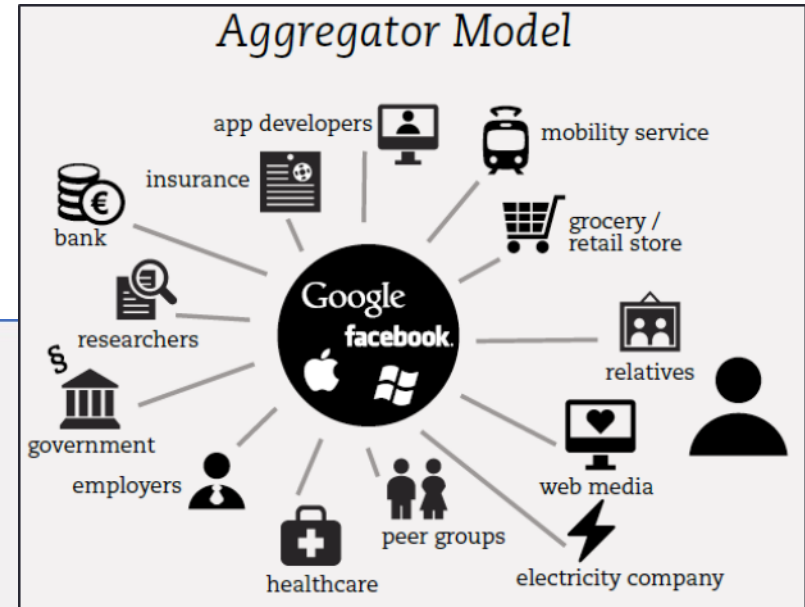 Aggregator Model
app developers
mobility service
insurance
grocery /
retail store
€
bank
Google
facebook.
researchers
relatives
§
government
employers
web media
peer groups
electricity company
healthcare